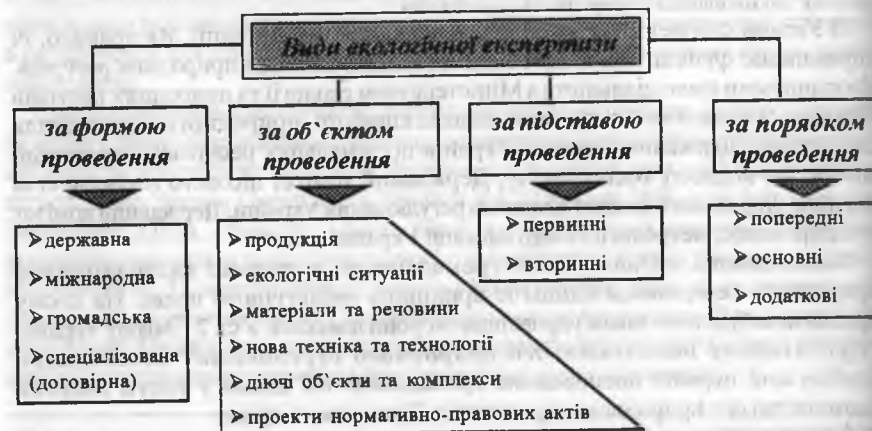 Види екологічної експертизи
за формою
проведення
за об`єктом
проведення
за підставою
проведення
за порядком
проведення
➢державна
➢міжнародна
➢громадська
➢спеціалізована
(договірна)
➢продукція
➢екологічні ситуації
➢матеріали та речовини
➢нова техніка та технології
➢діючі об`єкти та комплекси
➢проекти нормативно-правових актів
➢первинні
➢вторинні
➢попередні
➢основні
➢додаткові